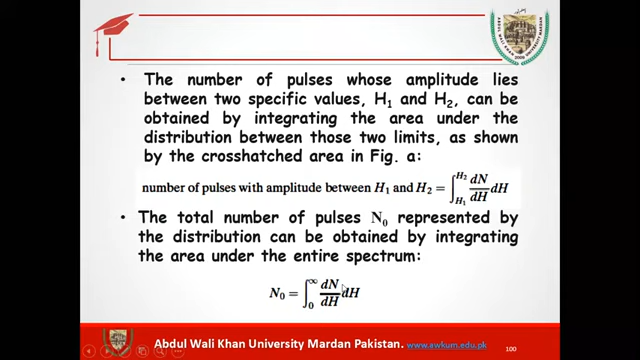 • The number of pulses whose amplitude lies
between two specific values, H₁ and H₂, can be
obtained by integrating the area under the
distribution between those two limits, as shown
by the crosshatched area in Fig. a:
number of pulses with amplitude between H₁ and H₂ = ∫_{H₁}^{H₂} dN/dH dH
• The total number of pulses N₀ represented by
the distribution can be obtained by integrating
the area under the entire spectrum:
N₀ = ∫₀^∞ dN/dH dH
Abdul Wali Khan University Mardan Pakistan. www.awkum.edu.pk 100